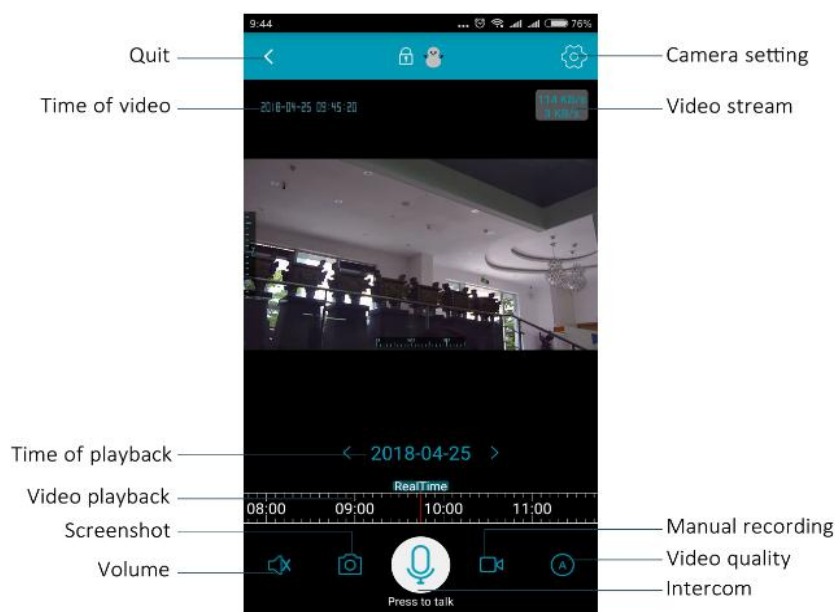 9:44
... 76%
Quit
Camera setting
Time of video
2018-04-25 09:45:20
114 KB/s
Video stream
Time of playback
2018-04-25
Video playback
RealTime
08:00 09:00 10:00 11:00
Screenshot
Manual recording
Volume
A
Video quality
Intercom
Press to talk